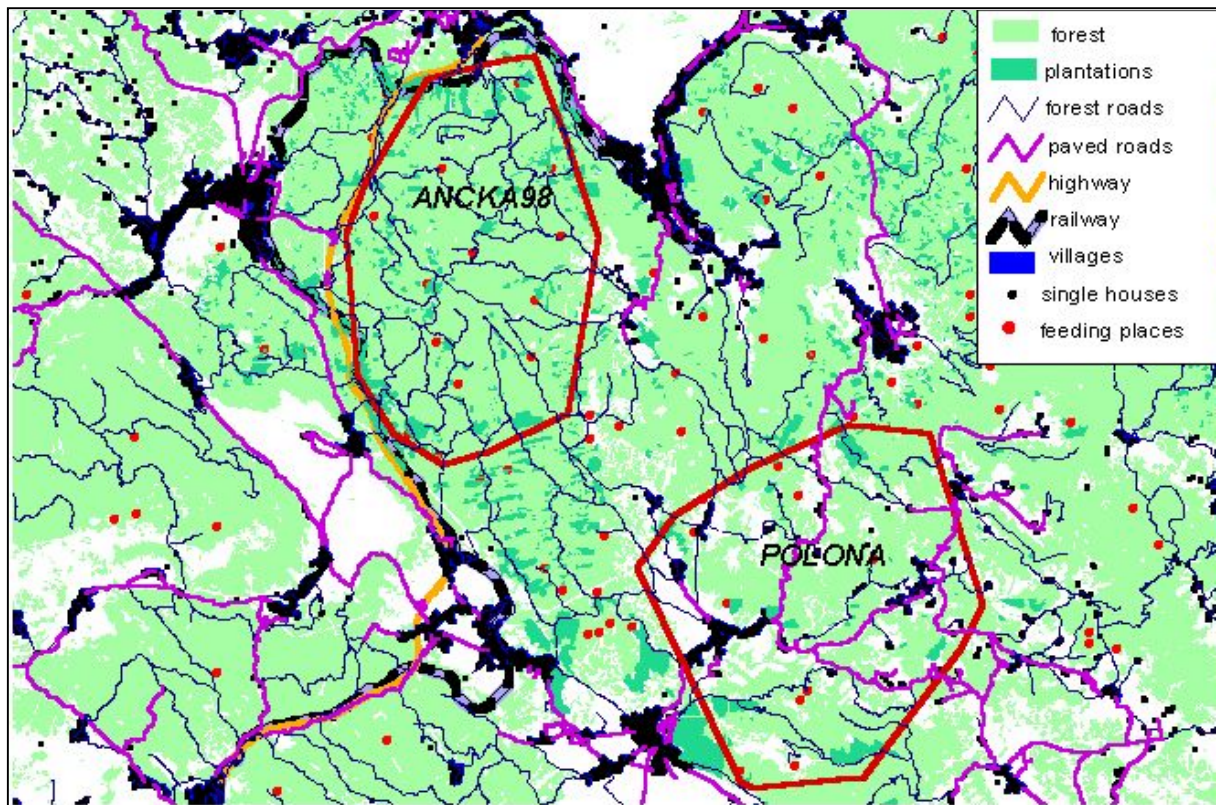 forest
plantations
forest roads
paved roads
highway
railway
villages
single houses
feeding places
ANCKA98
POLONA